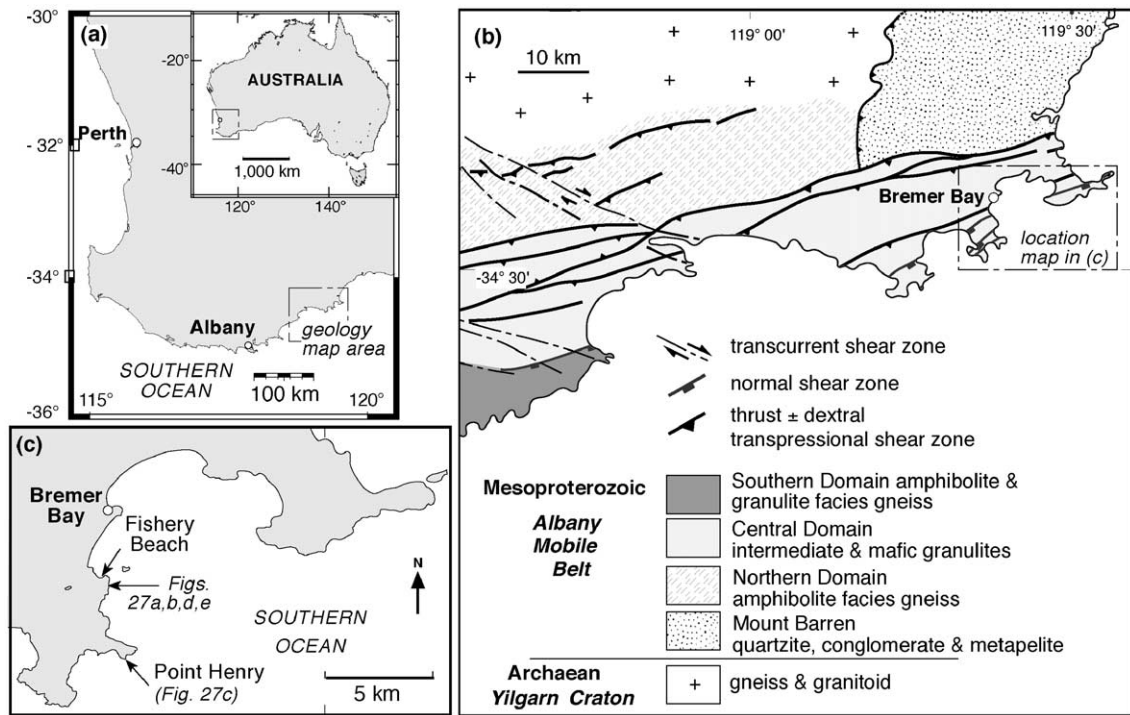 (a)
-30°
-32°
-34°
-36°
Perth
Albany
SOUTHERN
OCEAN
geology
map area
100 km
115°
120°
AUSTRALIA
-20°
-40°
1,000 km
120°
140°
(b)
119° 00'
119° 30'
10 km
Bremer Bay
location
map in (c)
-34° 30'
transcurrent shear zone
normal shear zone
thrust ± dextral
transpressional shear zone
Mesoproterozoic
Albany
Mobile
Belt
Southern Domain amphibolite &
granulite facies gneiss
Central Domain
intermediate & mafic granulites
Northern Domain
amphibolite facies gneiss
Mount Barren
quartzite, conglomerate & metapelite
Archaean
Yilgarn Craton
+ gneiss & granitoid
(c)
Bremer
Bay
Fishery
Beach
Figs.
27a,b,d,e
N
SOUTHERN
OCEAN
Point Henry
(Fig. 27c)
5 km